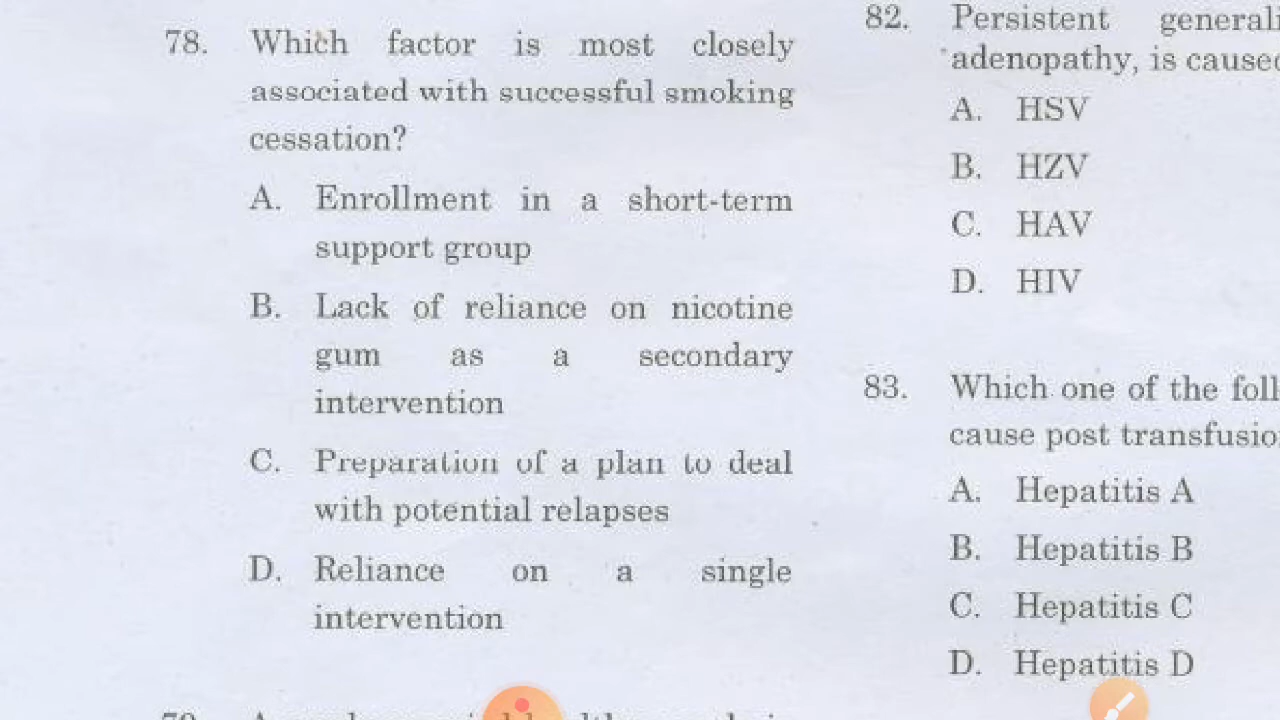 78. Which factor is most closely
associated with successful smoking
cessation?
A. Enrollment in a short-term
support group
B. Lack of reliance on nicotine
gum as a secondary
intervention
C. Preparation of a plan to deal
with potential relapses
D. Reliance on a single
intervention
82. Persistent
adenopathy, is
A. HSV
B. HZV
C. HAV
D. HIV
83. Which one of the
cause post
A. Hepatitis A
B. Hepatitis B
C. Hepatitis C
D. Hepatitis D